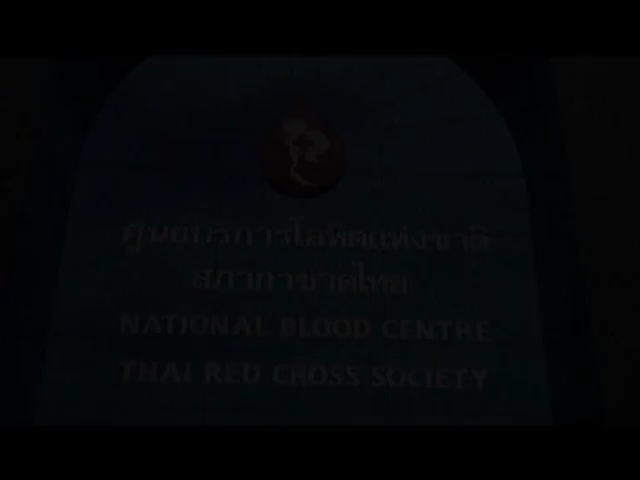 ศูนย์บริการโลหิตแห่งชาติ
สภากาชาดไทย
NATIONAL BLOOD CENTRE
THAI RED CROSS SOCIETY